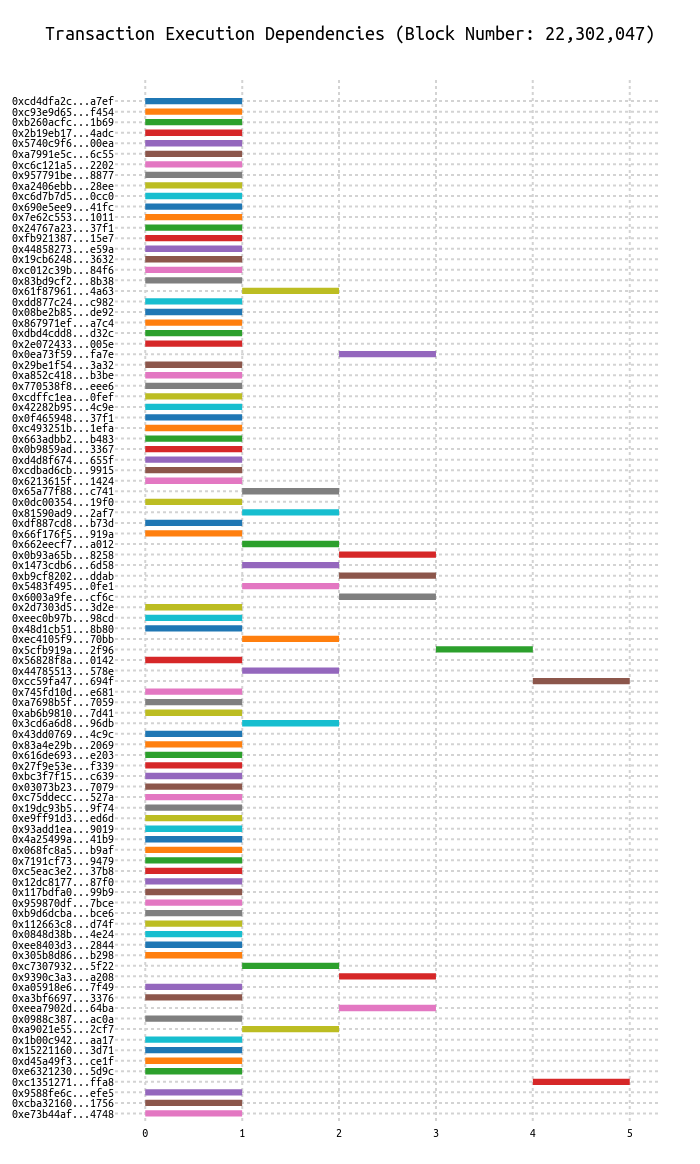 Transaction Execution Dependencies (Block Number: 22,302,047)
0xcd4dfa2c...a7ef
0xc93e9d65...f454
0xb260acfc...1b69
0x2b19eb17...4adc
0x5740c9f6...00ea
0xa7991e5c...6c55
0xc6c121a5...2202
0x957791be...8877
0xa2406ebb...28ee
0xc6d7b7d5...0cc0
0x690e5ee9...41fc
0x7e62c553...1011
0x24767a23...37f1
0xfb921387...15e7
0x44858273...e59a
0x19cb6248...3632
0xc012c39b...84f6
0x83bd9cf2...8b38
0x61f87961...4a63
0xdd877c24...c982
0x08be2b85...de92
0x867971ef...a7c4
0xdbd4cdd8...d32c
0x2e072433...005e
0x0ea73f59...fa7e
0x29be1f54...3a32
0xa852c418...b3be
0x770538f8...eee6
0xcdffc1ea...0fef
0x42282b95...4c9e
0x0f465948...37f1
0xc493251b...1efa
0x663adbb2...b483
0x0b9859ad...3367
0xd4d8f674...655f
0xcdbad6cb...9915
0x6213615f...1424
0x65a77f88...c741
0x0dc00354...19f0
0x81590ad9...2af7
0xdf887cd8...b73d
0x66f176f5...919a
0x662eecf7...a012
0x0b93a65b...8258
0x1473cdb6...6d58
0xb9cf8202...ddab
0x5483f495...0fe1
0x6003a9fe...cf6c
0x2d7303d5...3d2e
0xeec0b97b...98cd
0x48d1cb51...8b80
0xec4105f9...70bb
0x5cfb919a...2f96
0x56828f8a...0142
0x44785513...578e
0xcc59fa47...694f
0x745fd10d...e681
0xa7698b5f...7059
0xab6b9810...7d41
0x3cd6a6d8...96db
0x43dd0769...4c9c
0x83a4e29b...2069
0x616de693...e203
0x27f9e53e...f339
0xbc3f7f15...c639
0x03073b23...7079
0xc75ddecc...527a
0x19dc93b5...9f74
0xe9ff91d3...ed6d
0x93add1ea...9019
0x4a25499a...41b9
0x068fc8a5...b9af
0x7191cf73...9479
0xc5eac3e2...37b8
0x12dc8177...87f0
0x117bdfa0...99b9
0x959870df...7bce
0xb9d6dcba...bce6
0x112663c8...d74f
0x0848d38b...4e24
0xee8403d3...2844
0x305b8d86...b298
0xc7307932...5f22
0x9390c3a3...a208
0xa05918e6...7f49
0xa3bf6697...3376
0xeea7902d...64ba
0x0988c387...ac0a
0xa9021e55...2cf7
0x1b00c942...aa17
0x15221160...3d71
0xd45a49f3...ce1f
0xe6321230...5d9c
0xc1351271...ffa8
0x9588fe6c...efe5
0xcba32160...1756
0xe73b44af...4748
0 1 2 3 4 5